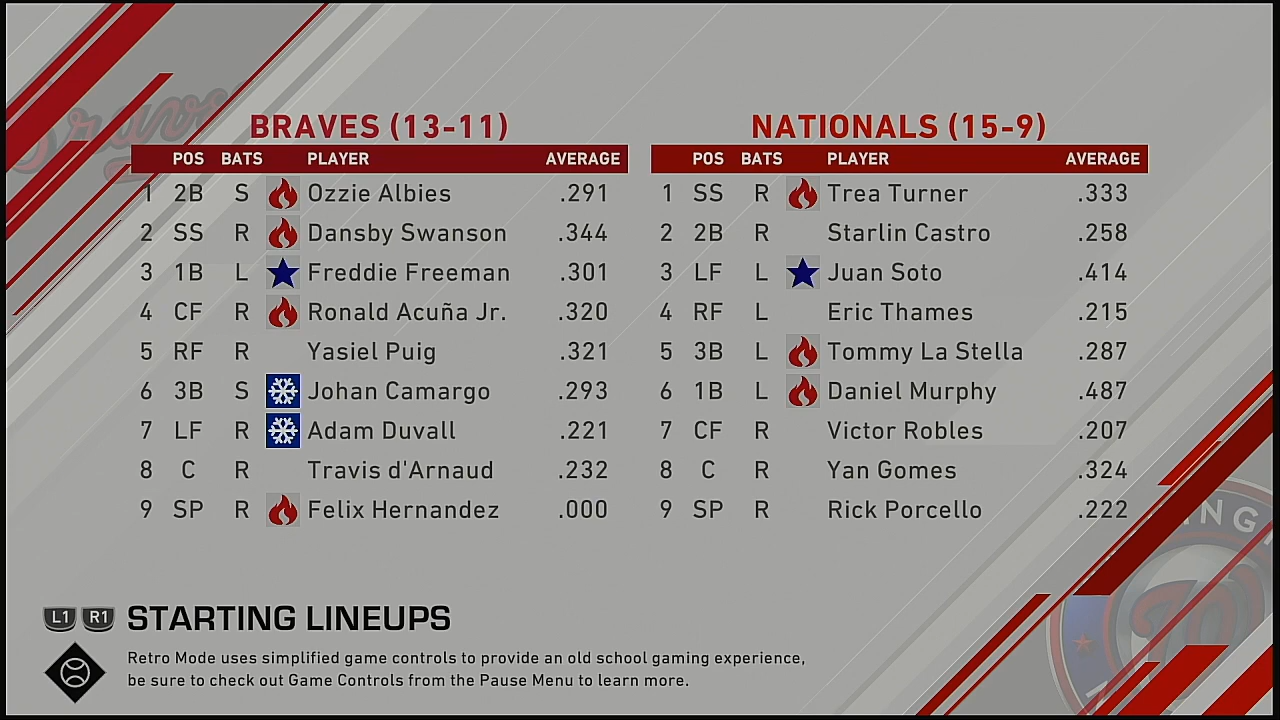 Braves
BRAVES (13-11)
POS BATS PLAYER AVERAGE
1 2B S Ozzie Albies .291
2 SS R Dansby Swanson .344
3 1B L Freddie Freeman .301
4 CF R Ronald Acuña Jr. .320
5 RF R Yasiel Puig .321
6 3B S Johan Camargo .293
7 LF R Adam Duvall .221
8 C R Travis d'Arnaud .232
9 SP R Felix Hernandez .000
NATIONALS (15-9)
POS BATS PLAYER AVERAGE
1 SS R Trea Turner .333
2 2B R Starlin Castro .258
3 LF L Juan Soto .414
4 RF L Eric Thames .215
5 3B L Tommy La Stella .287
6 1B L Daniel Murphy .487
7 CF R Victor Robles .207
8 C R Yan Gomes .324
9 SP R Rick Porcello .222
L1 R1 STARTING LINEUPS
Retro Mode uses simplified game controls to provide an old school gaming experience,
be sure to check out Game Controls from the Pause Menu to learn more.